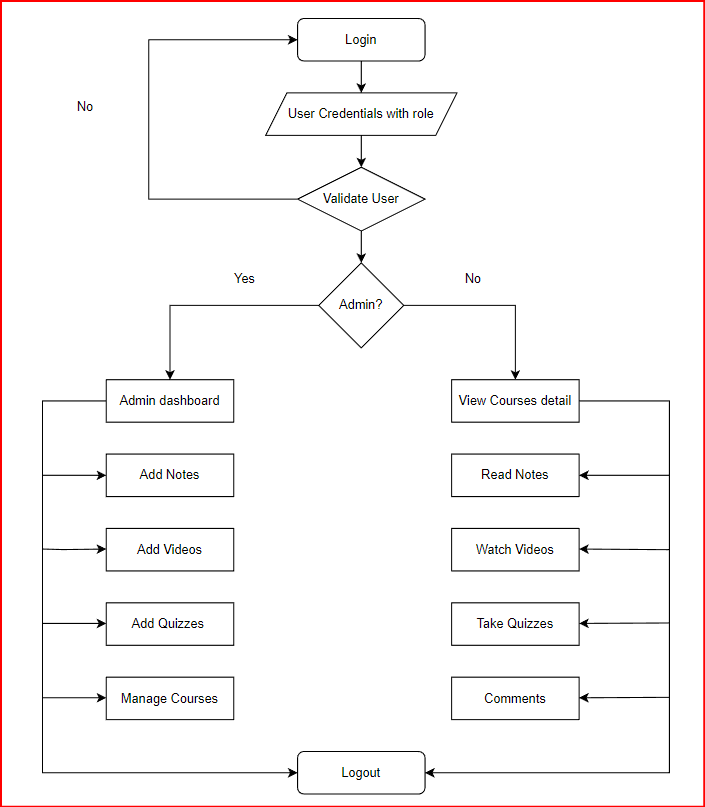 Login
No
User Credentials with role
Validate User
Yes
No
Admin?
Admin dashboard
View Courses detail
Add Notes
Read Notes
Add Videos
Watch Videos
Add Quizzes
Take Quizzes
Manage Courses
Comments
Logout